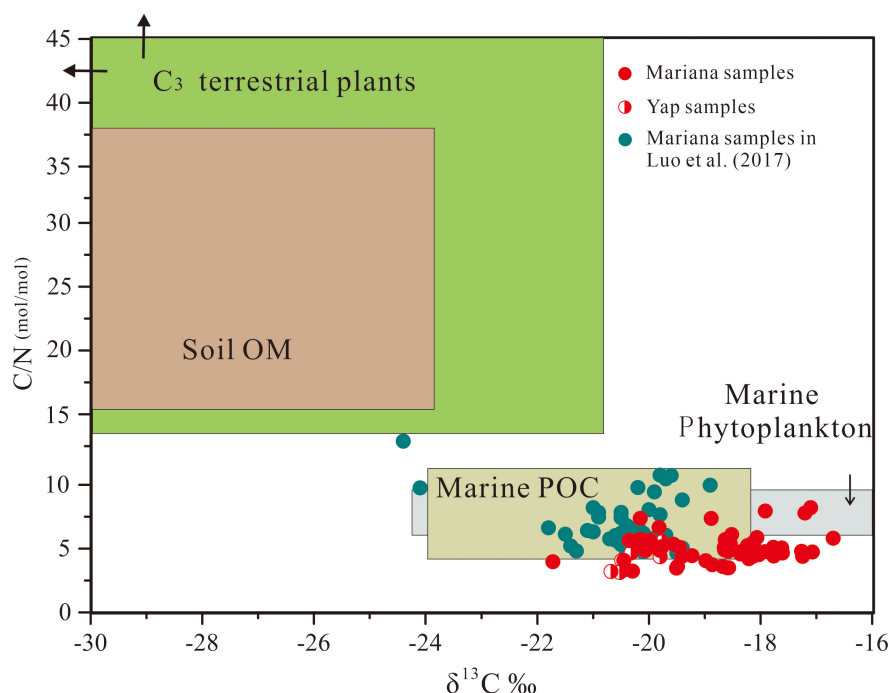 45
40
35
30
25
20
15
10
5
0
C/N (mol/mol)
C3 terrestrial plants
Soil OM
Mariana samples
Yap samples
Mariana samples in
Luo et al. (2017)
Marine
Phytoplankton
Marine POC
-30 -28 -26 -24 -22 -20 -18 -16
δ¹³C ‰